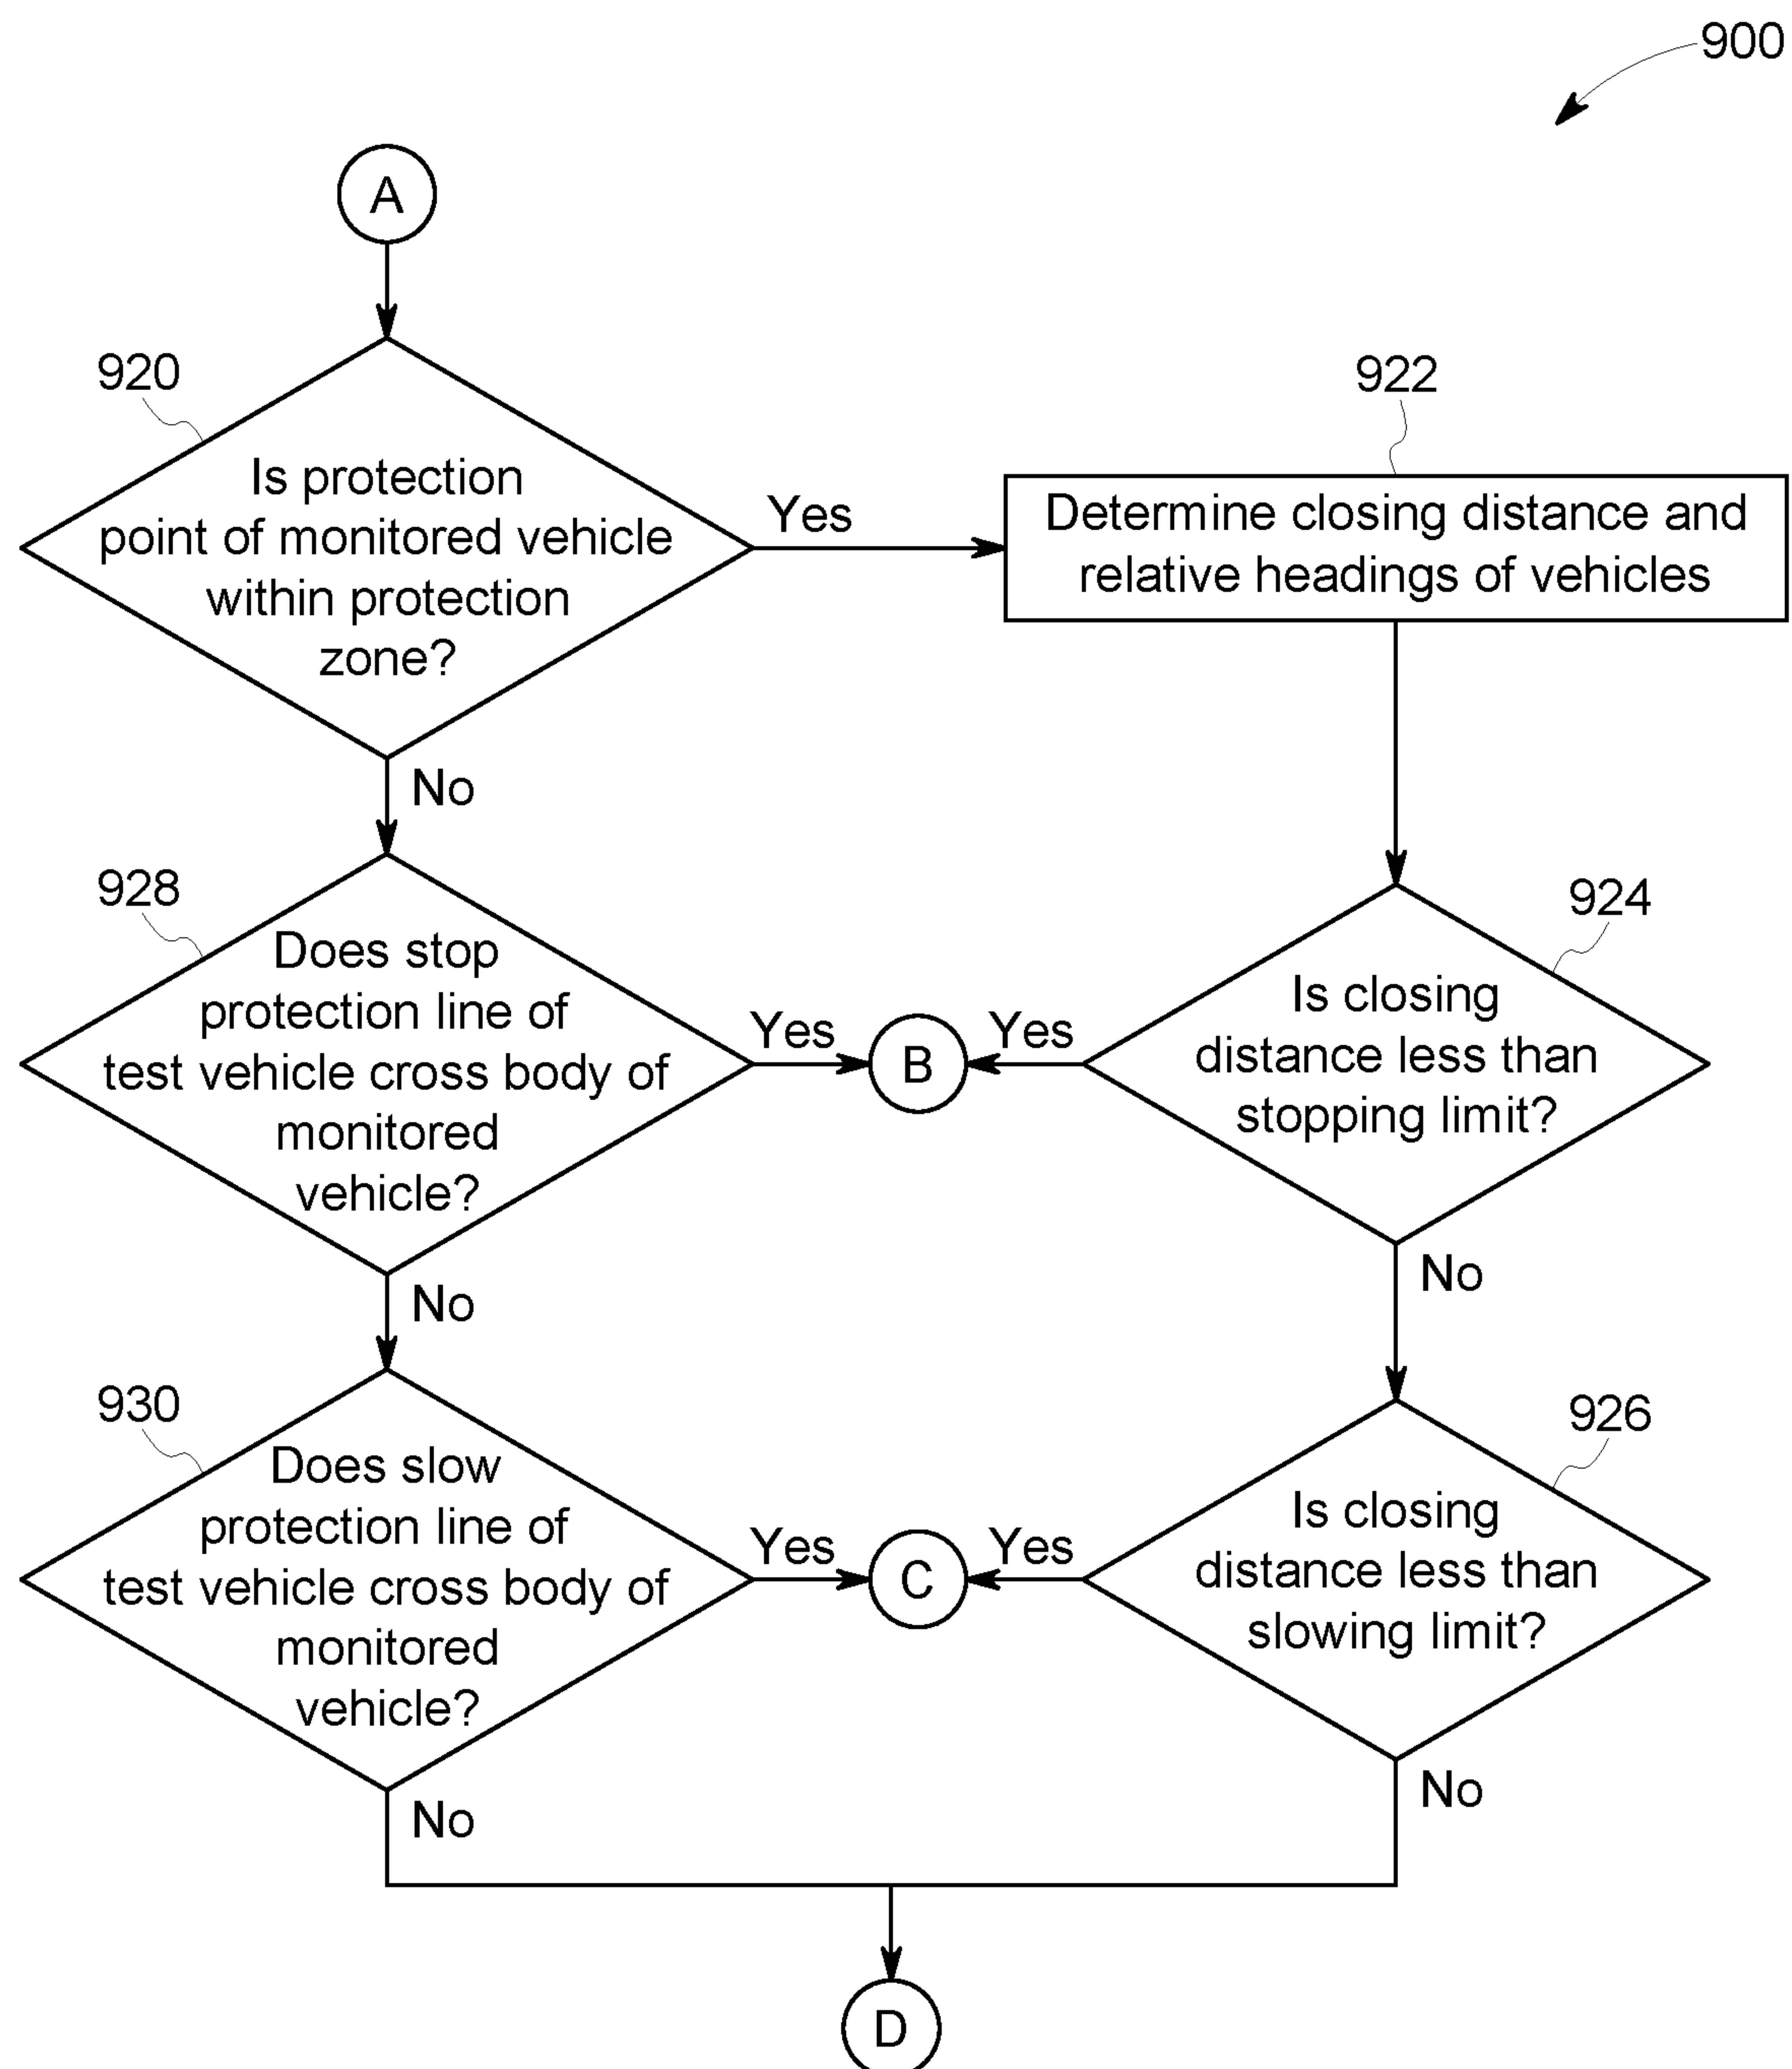 900
A
920
Is protection
point of monitored vehicle
within protection
zone?
Yes
922
Determine closing distance and
relative headings of vehicles
No
928
Does stop
protection line of
test vehicle cross body of
monitored
vehicle?
Yes
B
Yes
924
Is closing
distance less than
stopping limit?
No
No
930
Does slow
protection line of
test vehicle cross body of
monitored
vehicle?
Yes
C
Yes
926
Is closing
distance less than
slowing limit?
No
No
D